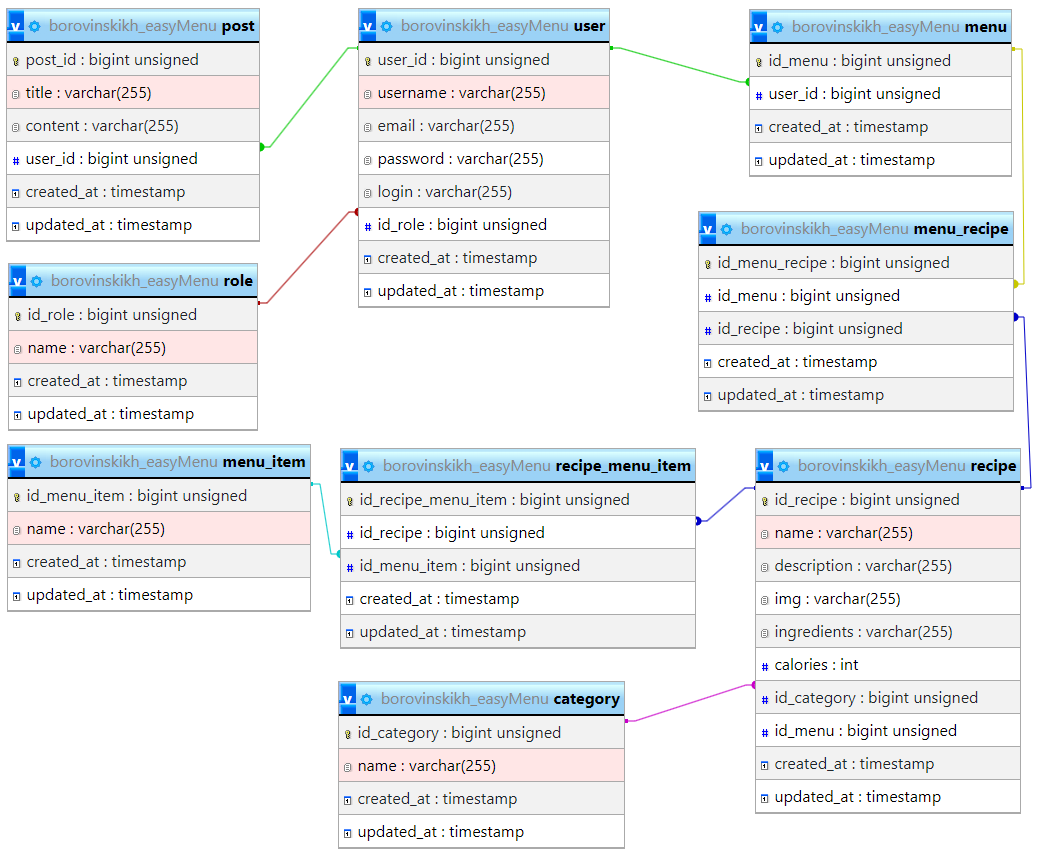 borovinskikh_easyMenu post
post_id : bigint unsigned
title : varchar(255)
content : varchar(255)
user_id : bigint unsigned
created_at : timestamp
updated_at : timestamp
borovinskikh_easyMenu user
user_id : bigint unsigned
username : varchar(255)
email : varchar(255)
password : varchar(255)
login : varchar(255)
id_role : bigint unsigned
created_at : timestamp
updated_at : timestamp
borovinskikh_easyMenu menu
id_menu : bigint unsigned
user_id : bigint unsigned
created_at : timestamp
updated_at : timestamp
borovinskikh_easyMenu role
id_role : bigint unsigned
name : varchar(255)
created_at : timestamp
updated_at : timestamp
borovinskikh_easyMenu menu_recipe
id_menu_recipe : bigint unsigned
id_menu : bigint unsigned
id_recipe : bigint unsigned
created_at : timestamp
updated_at : timestamp
borovinskikh_easyMenu menu_item
id_menu_item : bigint unsigned
name : varchar(255)
created_at : timestamp
updated_at : timestamp
borovinskikh_easyMenu recipe_menu_item
id_recipe_menu_item : bigint unsigned
id_recipe : bigint unsigned
id_menu_item : bigint unsigned
created_at : timestamp
updated_at : timestamp
borovinskikh_easyMenu recipe
id_recipe : bigint unsigned
name : varchar(255)
description : varchar(255)
img : varchar(255)
ingredients : varchar(255)
calories : int
id_category : bigint unsigned
id_menu : bigint unsigned
created_at : timestamp
updated_at : timestamp
borovinskikh_easyMenu category
id_category : bigint unsigned
name : varchar(255)
created_at : timestamp
updated_at : timestamp